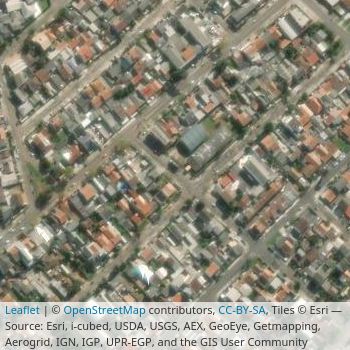 Leaflet | © OpenStreetMap contributors, CC-BY-SA, Tiles © Esri —
Source: Esri, i-cubed, USDA, USGS, AEX, GeoEye, Getmapping,
Aerogrid, IGN, IGP, UPR-EGP, and the GIS User Community